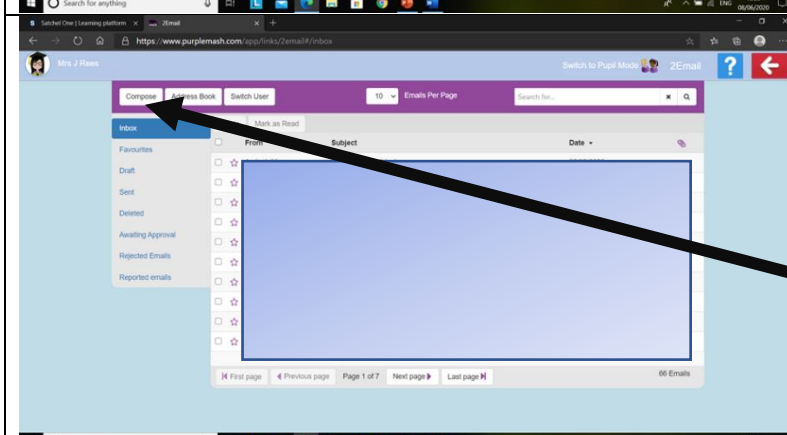 Search for anything
ENG
08/06/2020
Satchel One | Learning platform
2Email
https://www.purplemash.com/app/links/2email#/inbox
Mrs J Rees
Switch to Pupil Mode
2Email
?
Compose
Address Book
Switch User
10
Emails Per Page
Search for..
Inbox
Mark as Read
From
Subject
Date
Favourites
Draft
Sent
Deleted
Awaiting Approval
Rejected Emails
Reported emails
First page
Previous page
Page 1 of 7
Next page
Last page
66 Emails